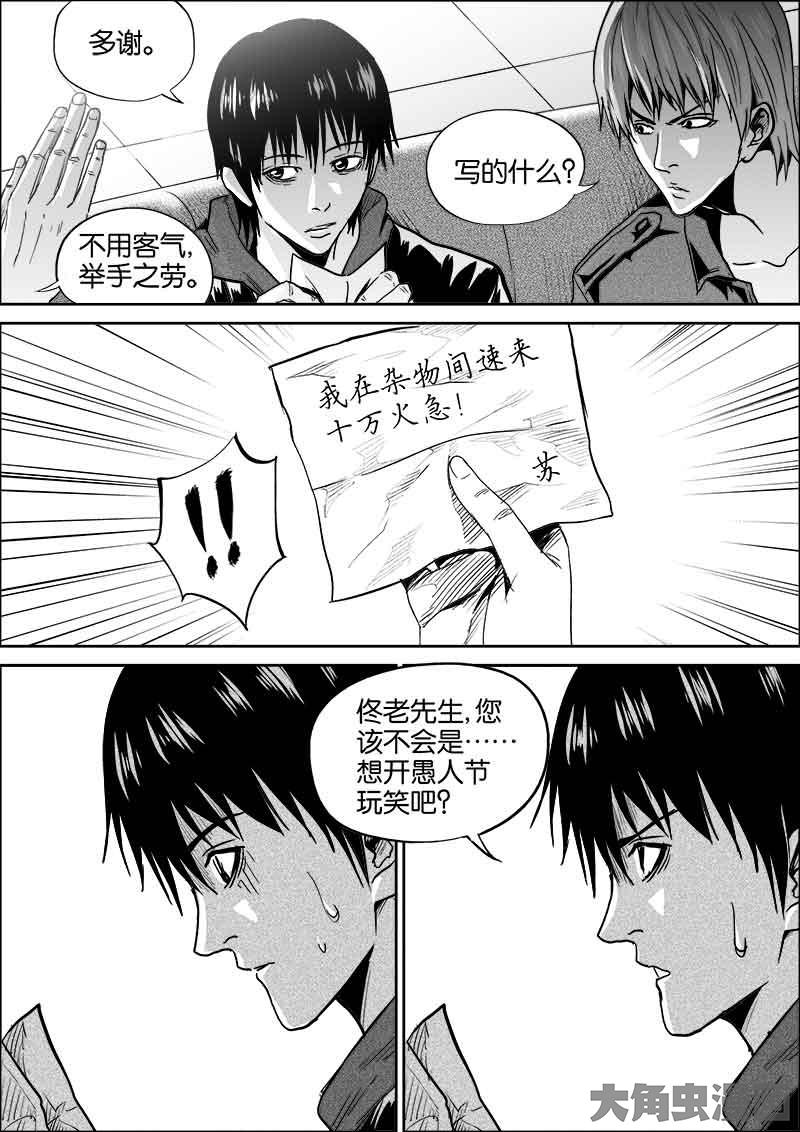 多谢。
写的什么？
不用客气，
举手之劳。
我在杂物间速来
十万火急！
苏
!!
佟老先生，您
该不会是……
想开愚人节
玩笑吧？
大角虫漫画